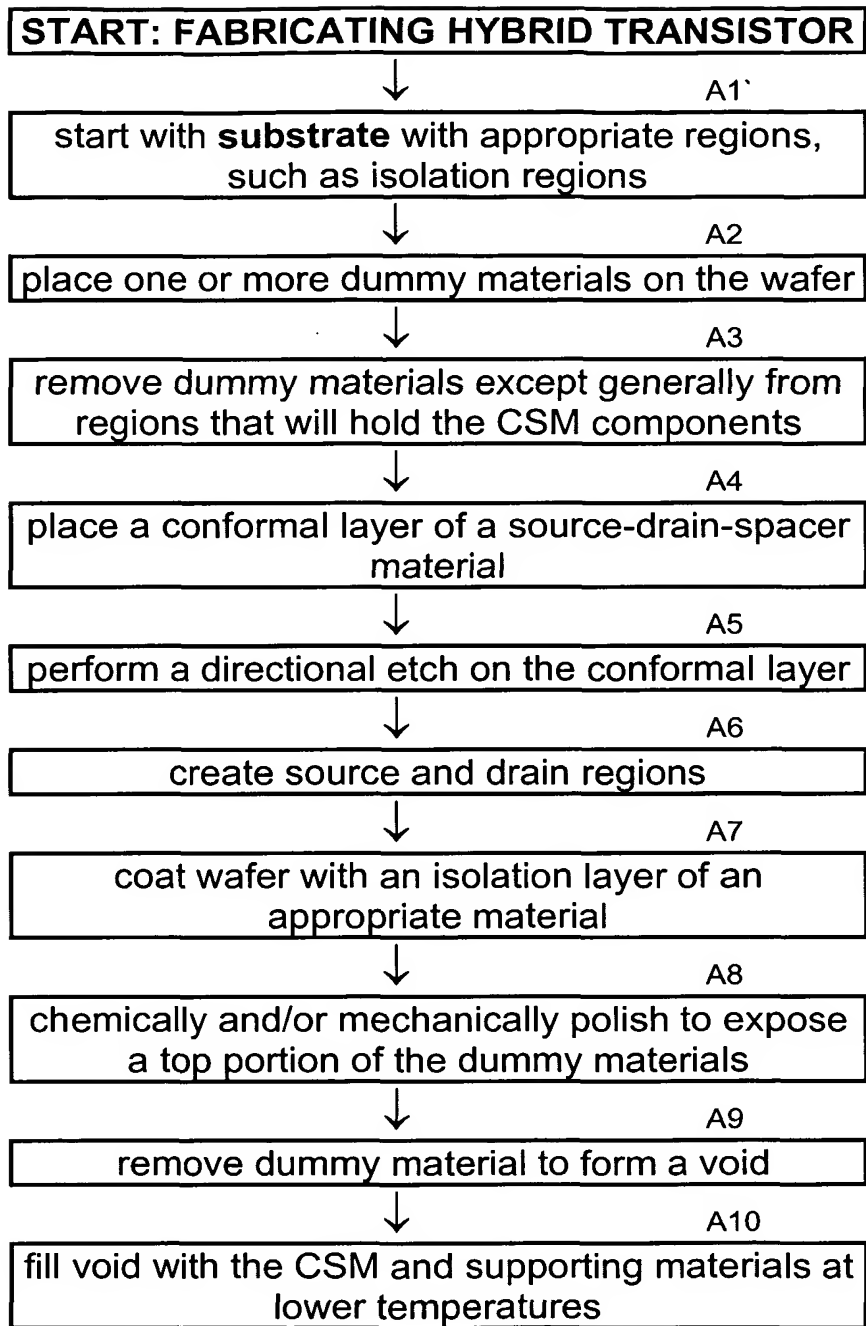 START: FABRICATING HYBRID TRANSISTOR
A1`
start with substrate with appropriate regions,
such as isolation regions
A2
place one or more dummy materials on the wafer
A3
remove dummy materials except generally from
regions that will hold the CSM components
A4
place a conformal layer of a source-drain-spacer
material
A5
perform a directional etch on the conformal layer
A6
create source and drain regions
A7
coat wafer with an isolation layer of an
appropriate material
A8
chemically and/or mechanically polish to expose
a top portion of the dummy materials
A9
remove dummy material to form a void
A10
fill void with the CSM and supporting materials at
lower temperatures